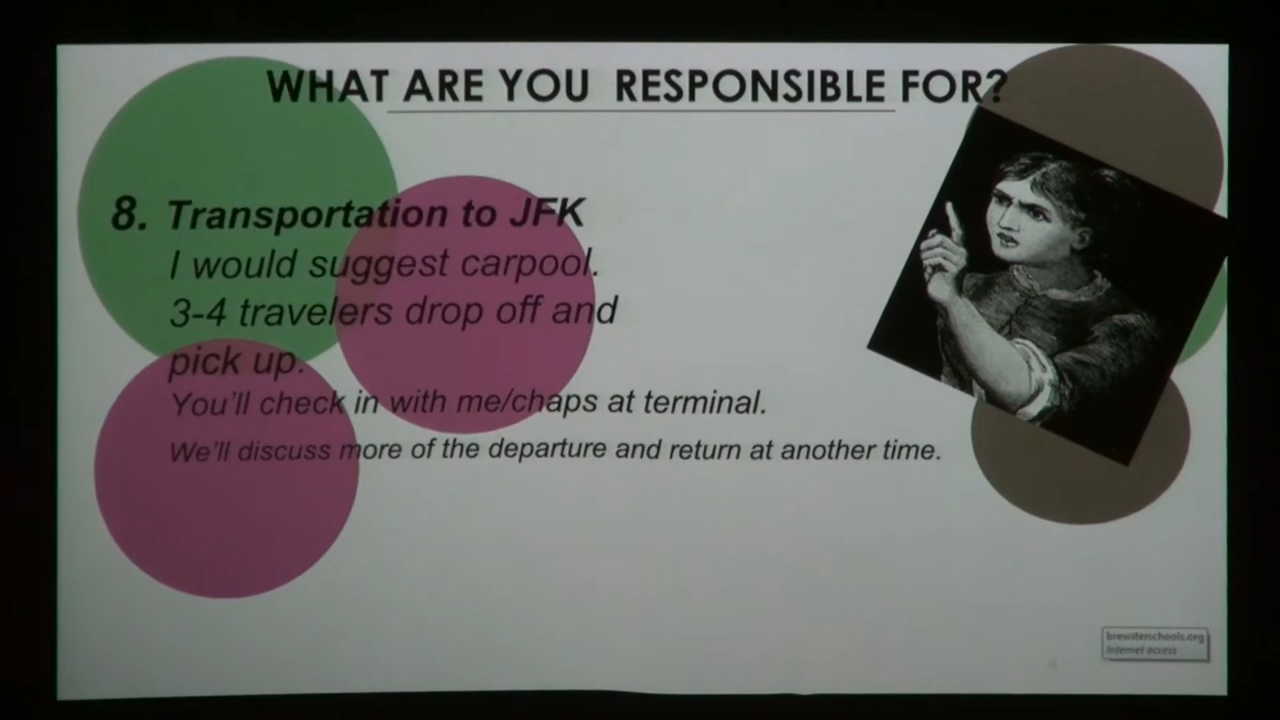 WHAT ARE YOU RESPONSIBLE FOR?
8. Transportation to JFK
I would suggest carpool.
3-4 travelers drop off and
pick up.
You'll check in with me/chaps at terminal.
We'll discuss more of the departure and return at another time.
brewsterschools.org
Internet access